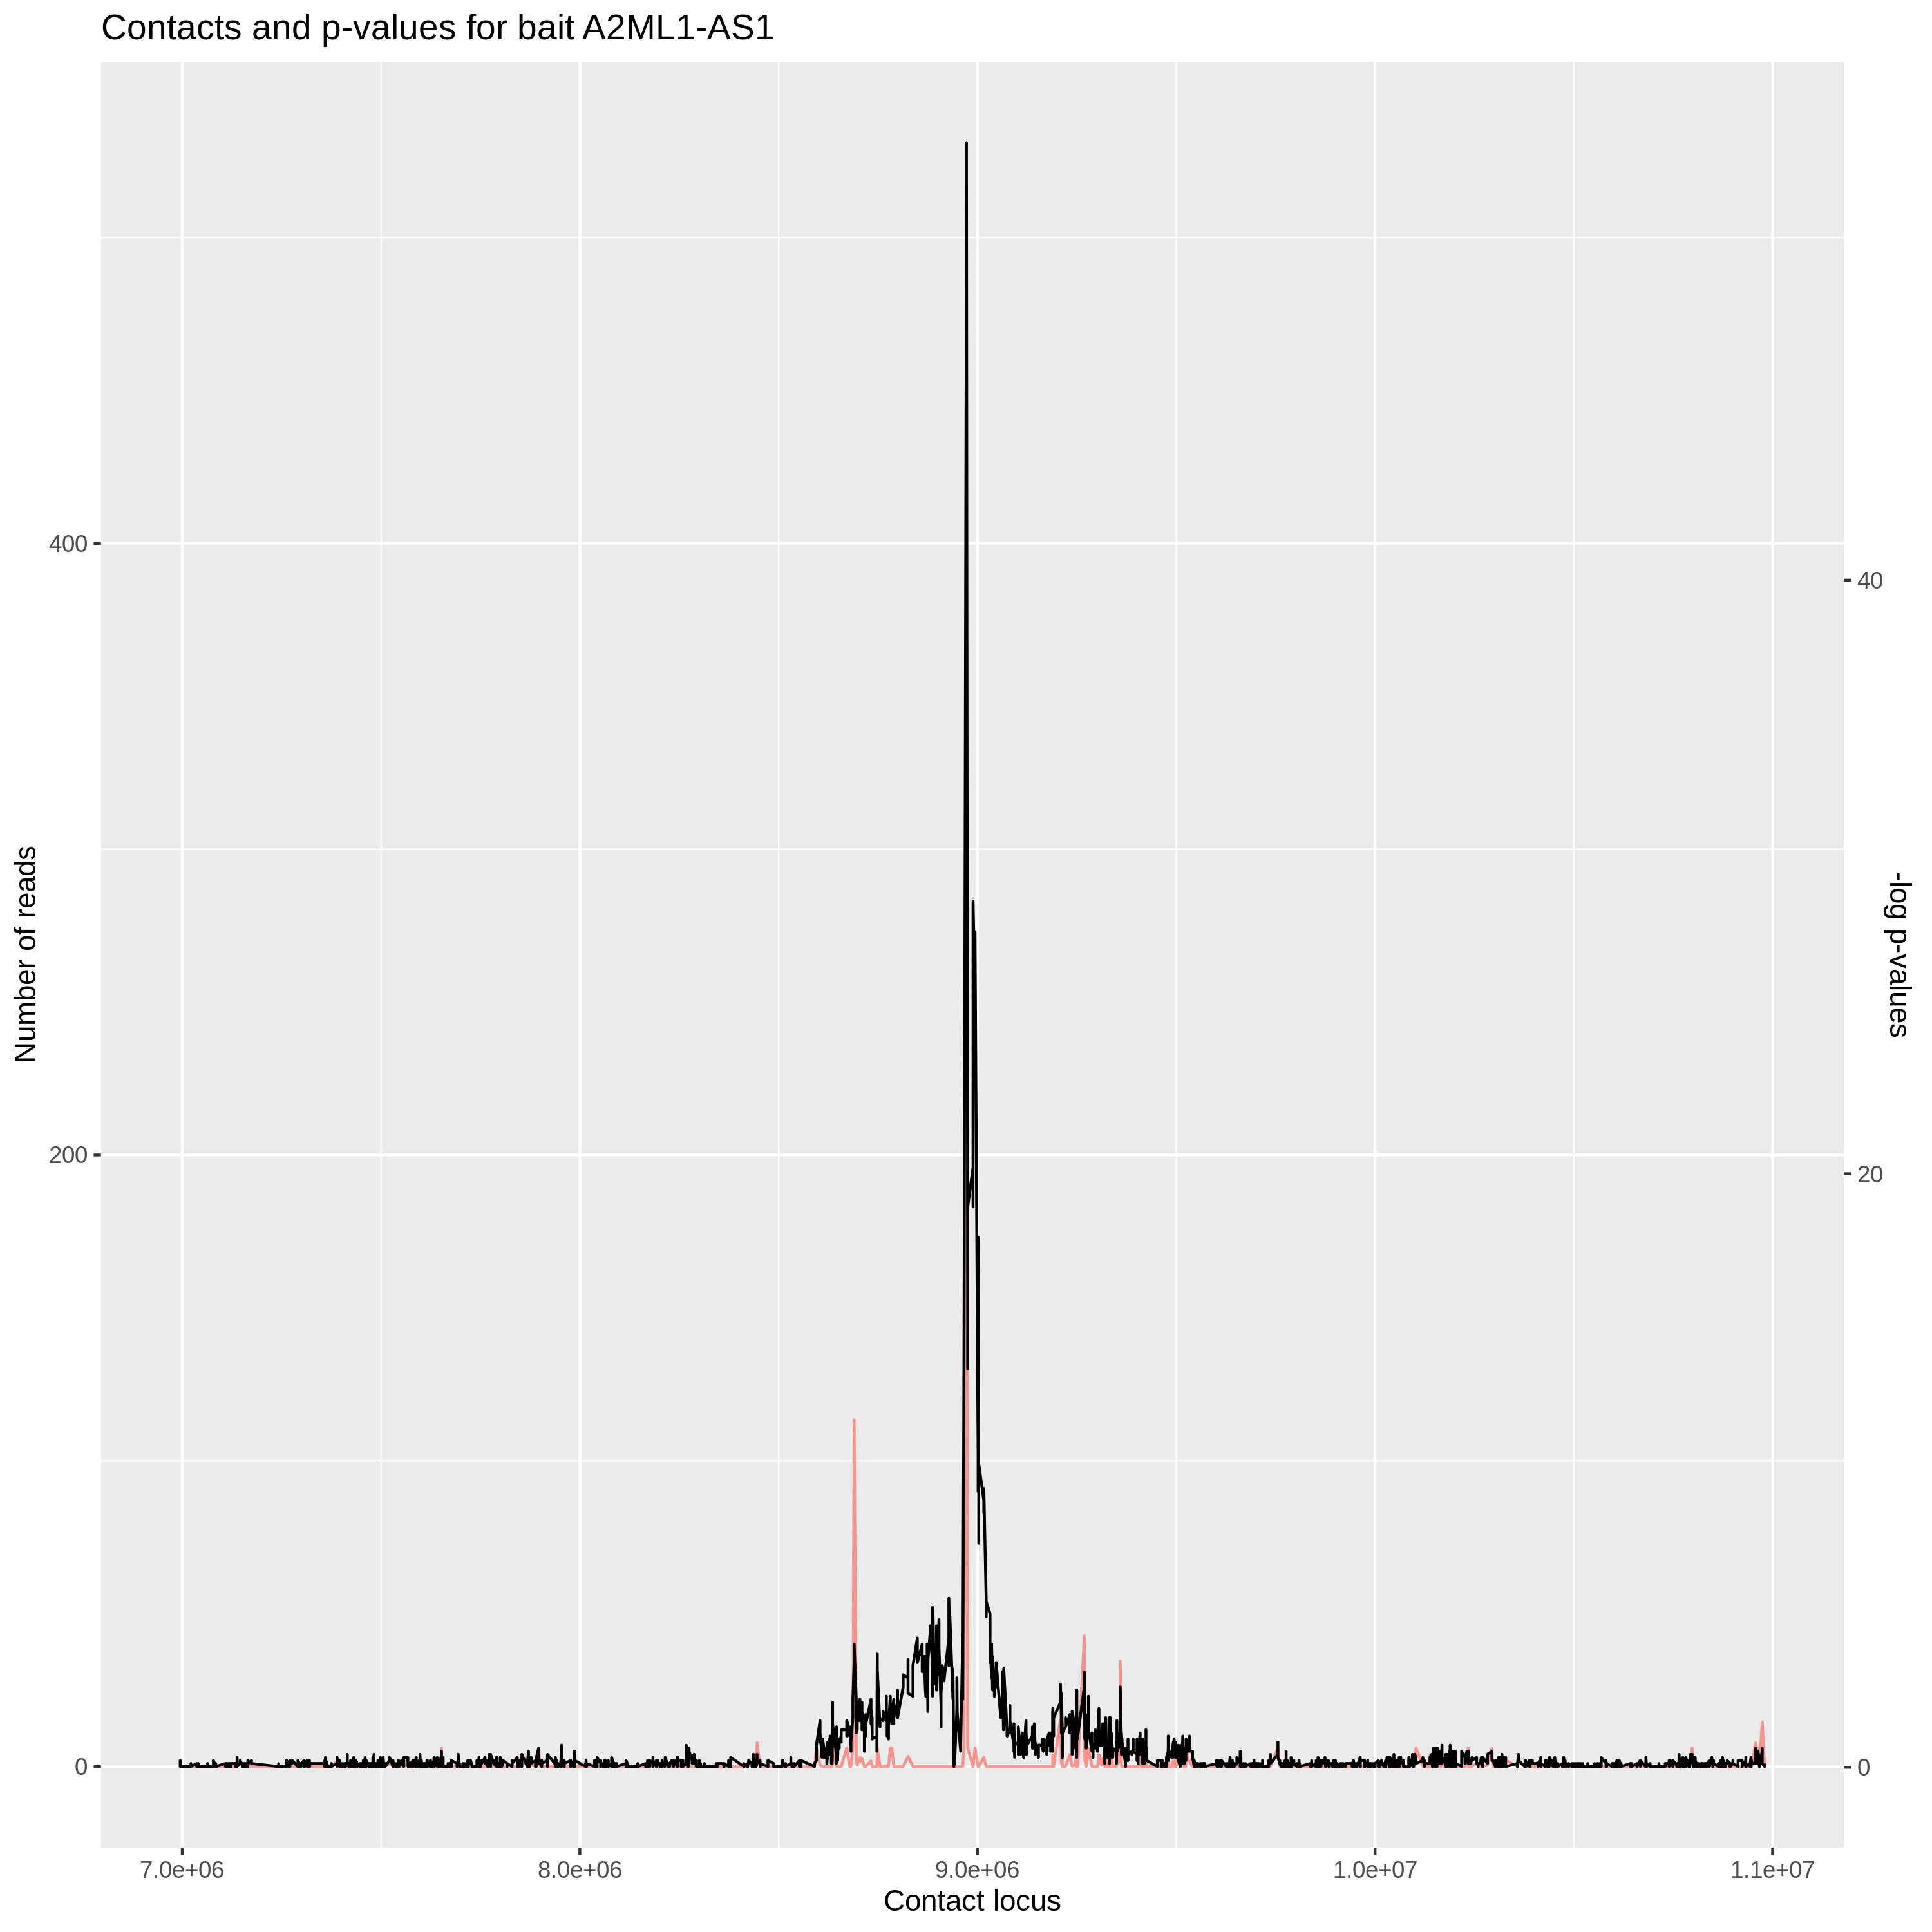 Contacts and p-values for bait A2ML1-AS1
Number of reads
400
200
0
40
20
0
-log p-values
7.0e+06 8.0e+06 9.0e+06 1.0e+07 1.1e+07
Contact locus